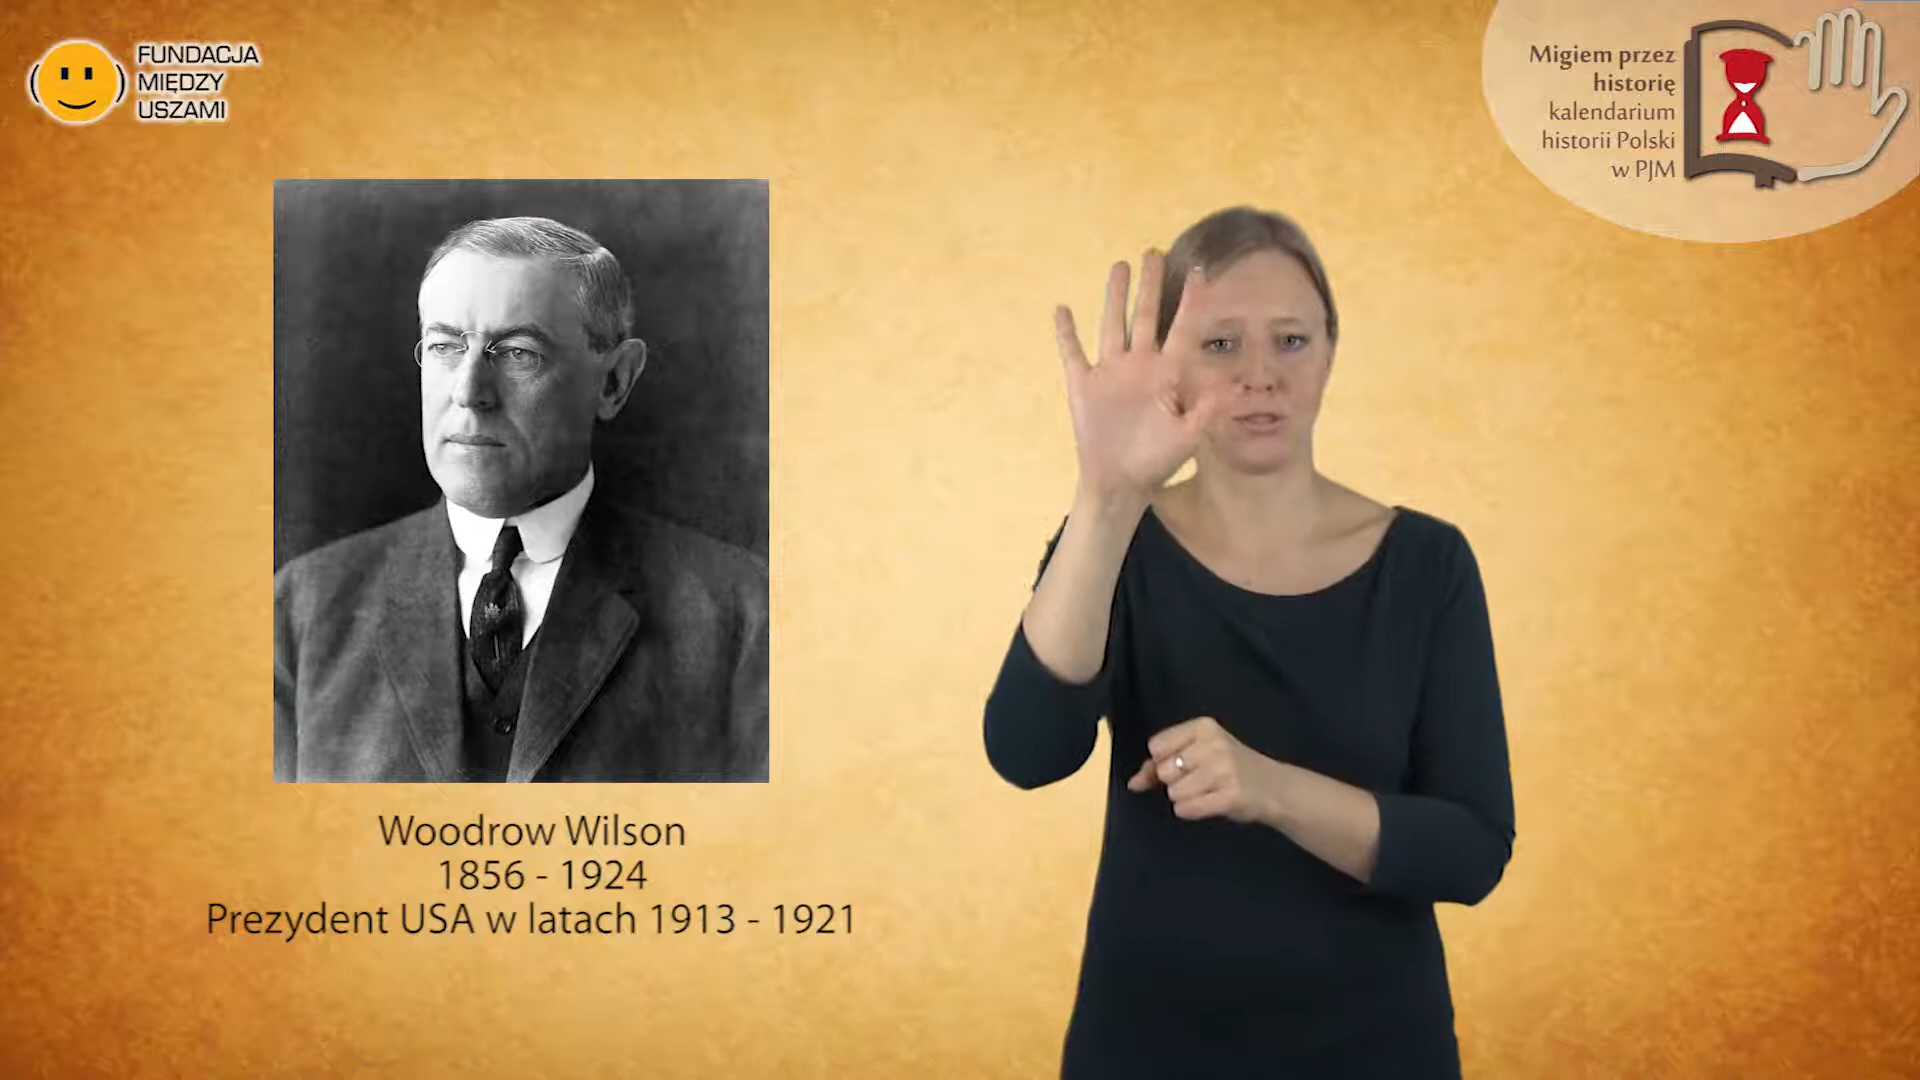 FUNDACJA
MIĘDZY
USZAMI
Migiem przez
historię
kalendarium
historii Polski
w PJM
Woodrow Wilson
1856 - 1924
Prezydent USA w latach 1913 - 1921